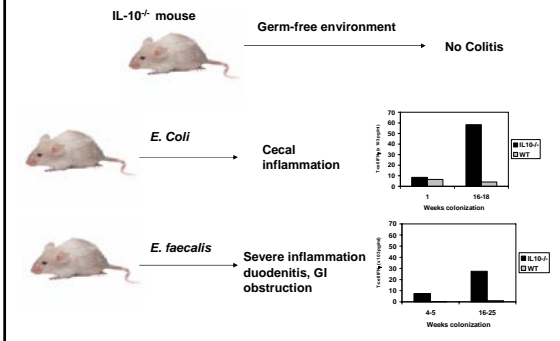 IL-10-/- mouse
Germ-free environment
No Colitis
E. Coli
Cecal
inflammation
70
60
50
40
30
20
10
0
1
16-18
Weeks colonization
IL10-/-
WT
E. faecalis
Severe inflammation
duodenitis, GI
obstruction
70
60
50
40
30
20
10
0
4-5
16-25
Weeks colonization
IL10-/-
WT